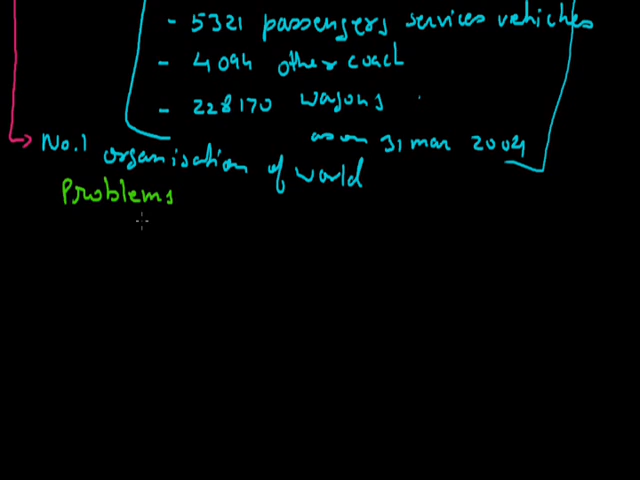 - 5321 passengers services vehicles
- 4094 other coach
- 228170 wagons
as on 31 mar 2004
No.1 organisation of world
Problems